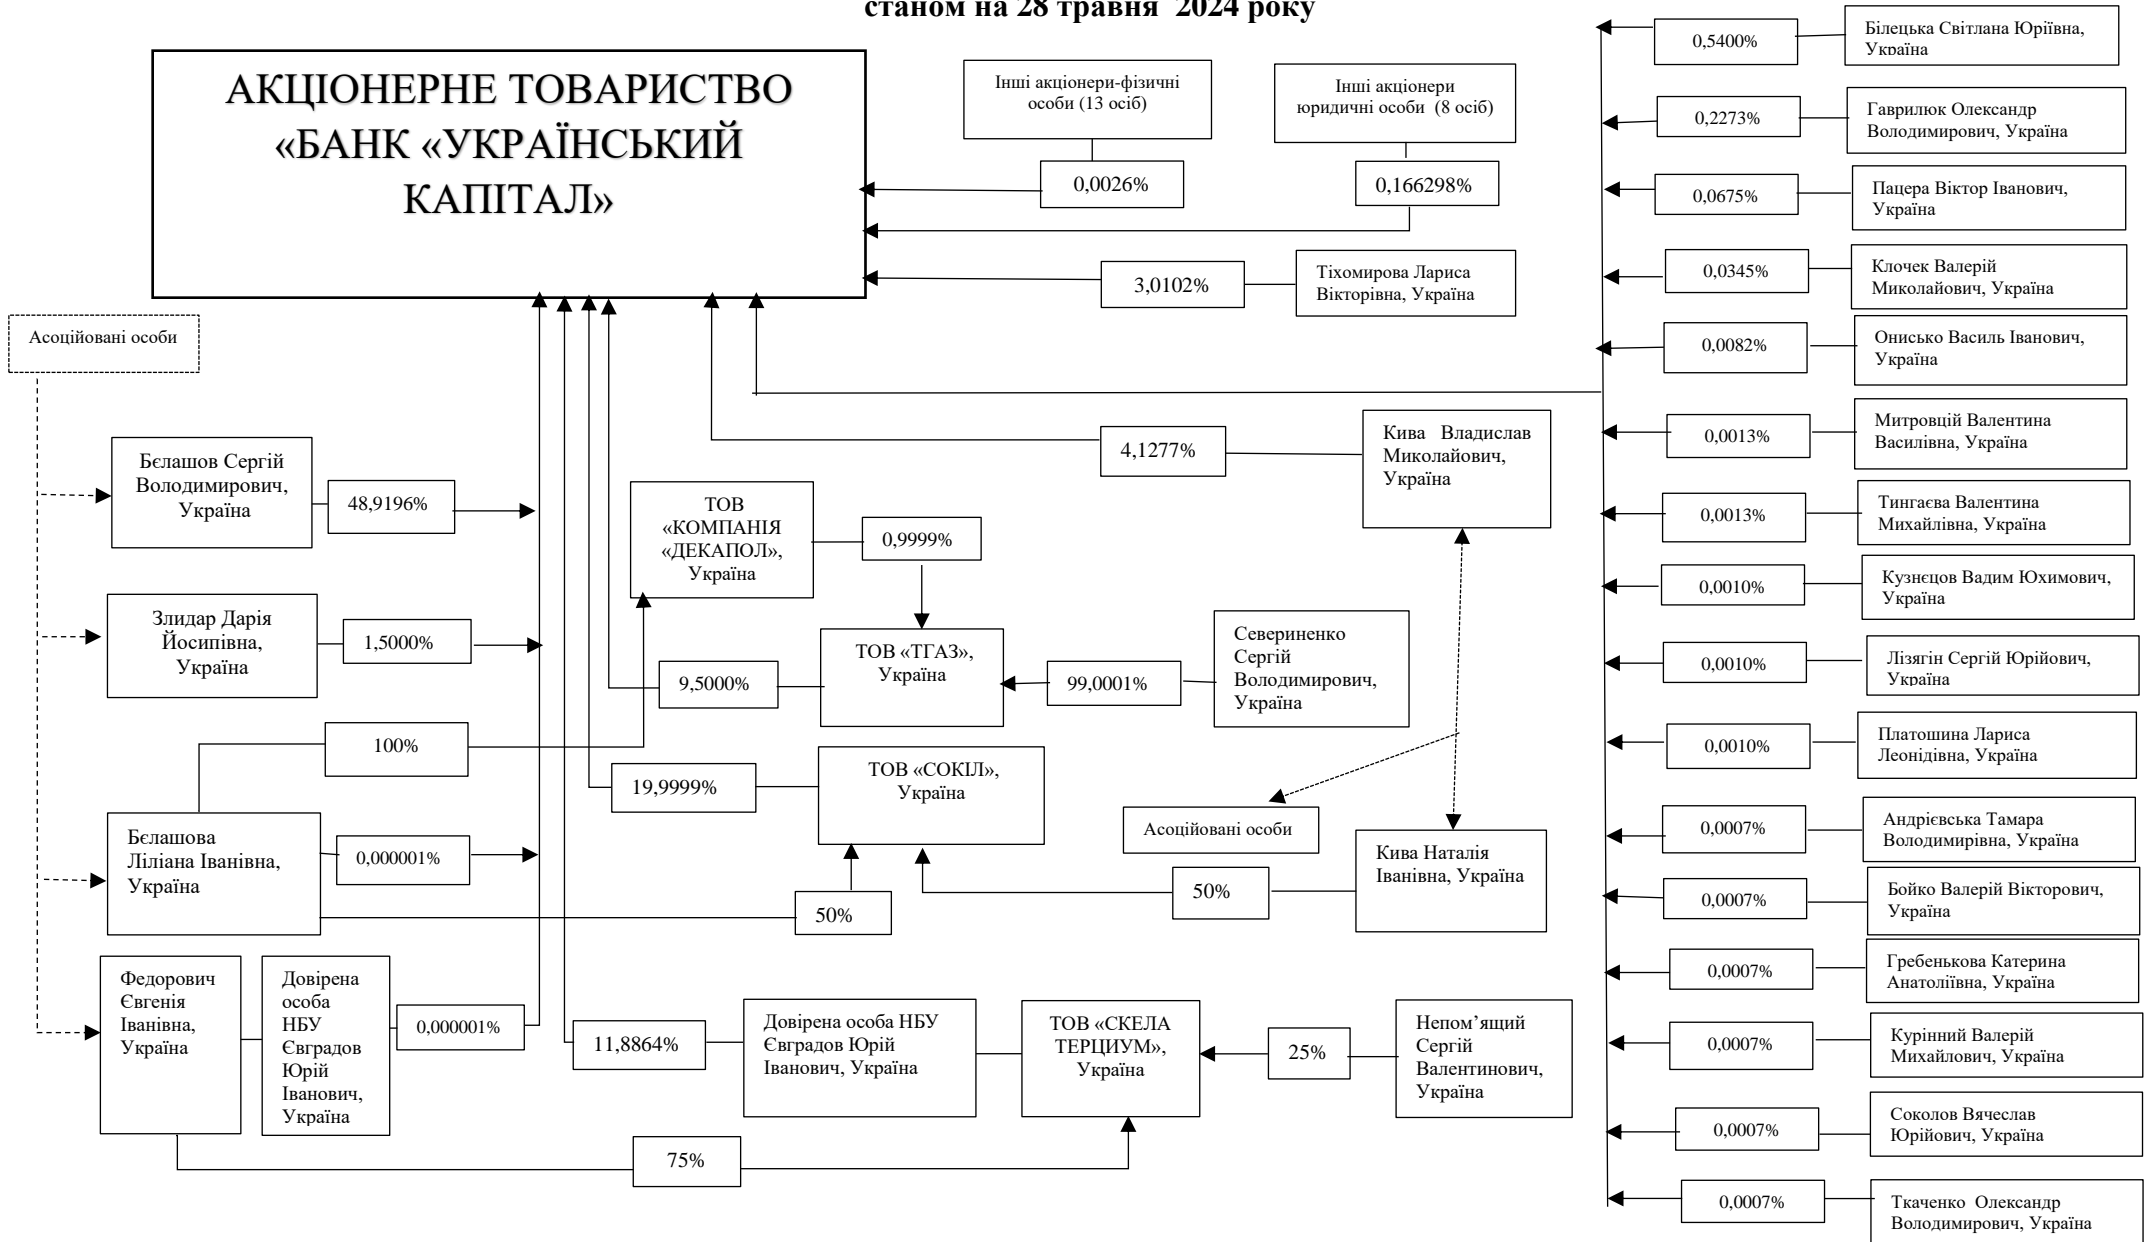 станом на 28 травня 2024 року
АКЦІОНЕРНЕ ТОВАРИСТВО
«БАНК «УКРАЇНСЬКИЙ
КАПІТАЛ»
Інші акціонери-фізичні
особи (13 осіб)
0,0026%
Інші акціонери
юридичні особи (8 осіб)
0,166298%
3,0102%
Тіхомирова Лариса
Вікторівна, Україна
Асоційовані особи
Бєлашов Сергій
Володимирович,
Україна
48,9196%
ТОВ
«КОМПАНІЯ
«ДЕКАПОЛ»,
Україна
0,9999%
4,1277%
Кива Владислав
Миколайович,
Україна
Злидар Дарія
Йосипівна,
Україна
1,5000%
9,5000%
ТОВ «ТГАЗ»,
Україна
99,0001%
Севериненко
Сергій
Володимирович,
Україна
100%
19,9999%
ТОВ «СОКІЛ»,
Україна
Асоційовані особи
Бєлашова
Ліліана Іванівна,
Україна
0,000001%
50%
50%
Кива Наталія
Іванівна, Україна
Федорович
Євгенія
Іванівна,
Україна
Довірена
особа
НБУ
Євградов
Юрій
Іванович,
Україна
0,000001%
11,8864%
Довірена особа НБУ
Євградов Юрій
Іванович, Україна
ТОВ «СКЕЛА
ТЕРЦИУМ»,
Україна
25%
Непом’ящий
Сергій
Валентинович,
Україна
75%
0,5400%
Білецька Світлана Юріївна,
Україна
0,2273%
Гаврилюк Олександр
Володимирович, Україна
0,0675%
Пацера Віктор Іванович,
Україна
0,0345%
Клочек Валерій
Миколайович, Україна
0,0082%
Онисько Василь Іванович,
Україна
0,0013%
Митровцій Валентина
Василівна, Україна
0,0013%
Тингаєва Валентина
Михайлівна, Україна
0,0010%
Кузнєцов Вадим Юхимович,
Україна
0,0010%
Лізягін Сергій Юрійович,
Україна
0,0010%
Платошина Лариса
Леонідівна, Україна
0,0007%
Андрієвська Тамара
Володимирівна, Україна
0,0007%
Бойко Валерій Вікторович,
Україна
0,0007%
Гребенькова Катерина
Анатоліївна, Україна
0,0007%
Курінний Валерій
Михайлович, Україна
0,0007%
Соколов Вячеслав
Юрійович, Україна
0,0007%
Ткаченко Олександр
Володимирович, Україна